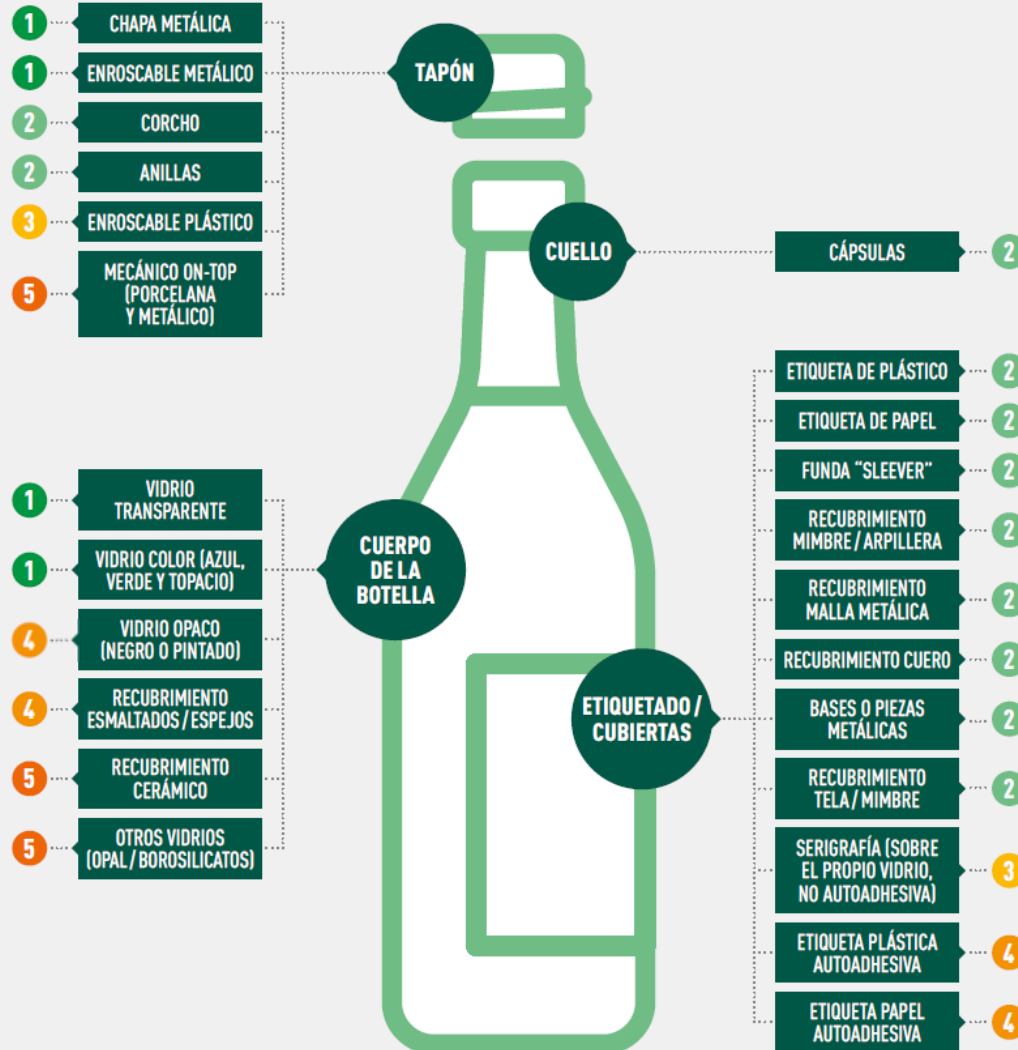 1
CHAPA METÁLICA
1
ENROSCABLE METÁLICO
2
CORCHO
2
ANILLAS
3
ENROSCABLE PLÁSTICO
5
MECÁNICO ON-TOP
(PORCELANA
Y METÁLICO)
TAPÓN
CUELLO
CÁPSULAS
2
1
VIDRIO
TRANSPARENTE
1
VIDRIO COLOR (AZUL,
VERDE Y TOPACIO)
4
VIDRIO OPACO
(NEGRO O PINTADO)
4
RECUBRIMIENTO
ESMALTADOS / ESPEJOS
5
RECUBRIMIENTO
CERÁMICO
5
OTROS VIDRIOS
(OPAL / BOROSILICATOS)
CUERPO
DE LA
BOTELLA
ETIQUETADO /
CUBIERTAS
ETIQUETA DE PLÁSTICO
2
ETIQUETA DE PAPEL
2
FUNDA "SLEEVER"
2
RECUBRIMIENTO
MIMBRE / ARPILLERA
2
RECUBRIMIENTO
MALLA METÁLICA
2
RECUBRIMIENTO CUERO
2
BASES O PIEZAS
METÁLICAS
2
RECUBRIMIENTO
TELA / MIMBRE
2
SERIGRAFÍA (SOBRE
EL PROPIO VIDRIO,
NO AUTOADHESIVA)
3
ETIQUETA PLÁSTICA
AUTOADHESIVA
4
ETIQUETA PAPEL
AUTOADHESIVA
4